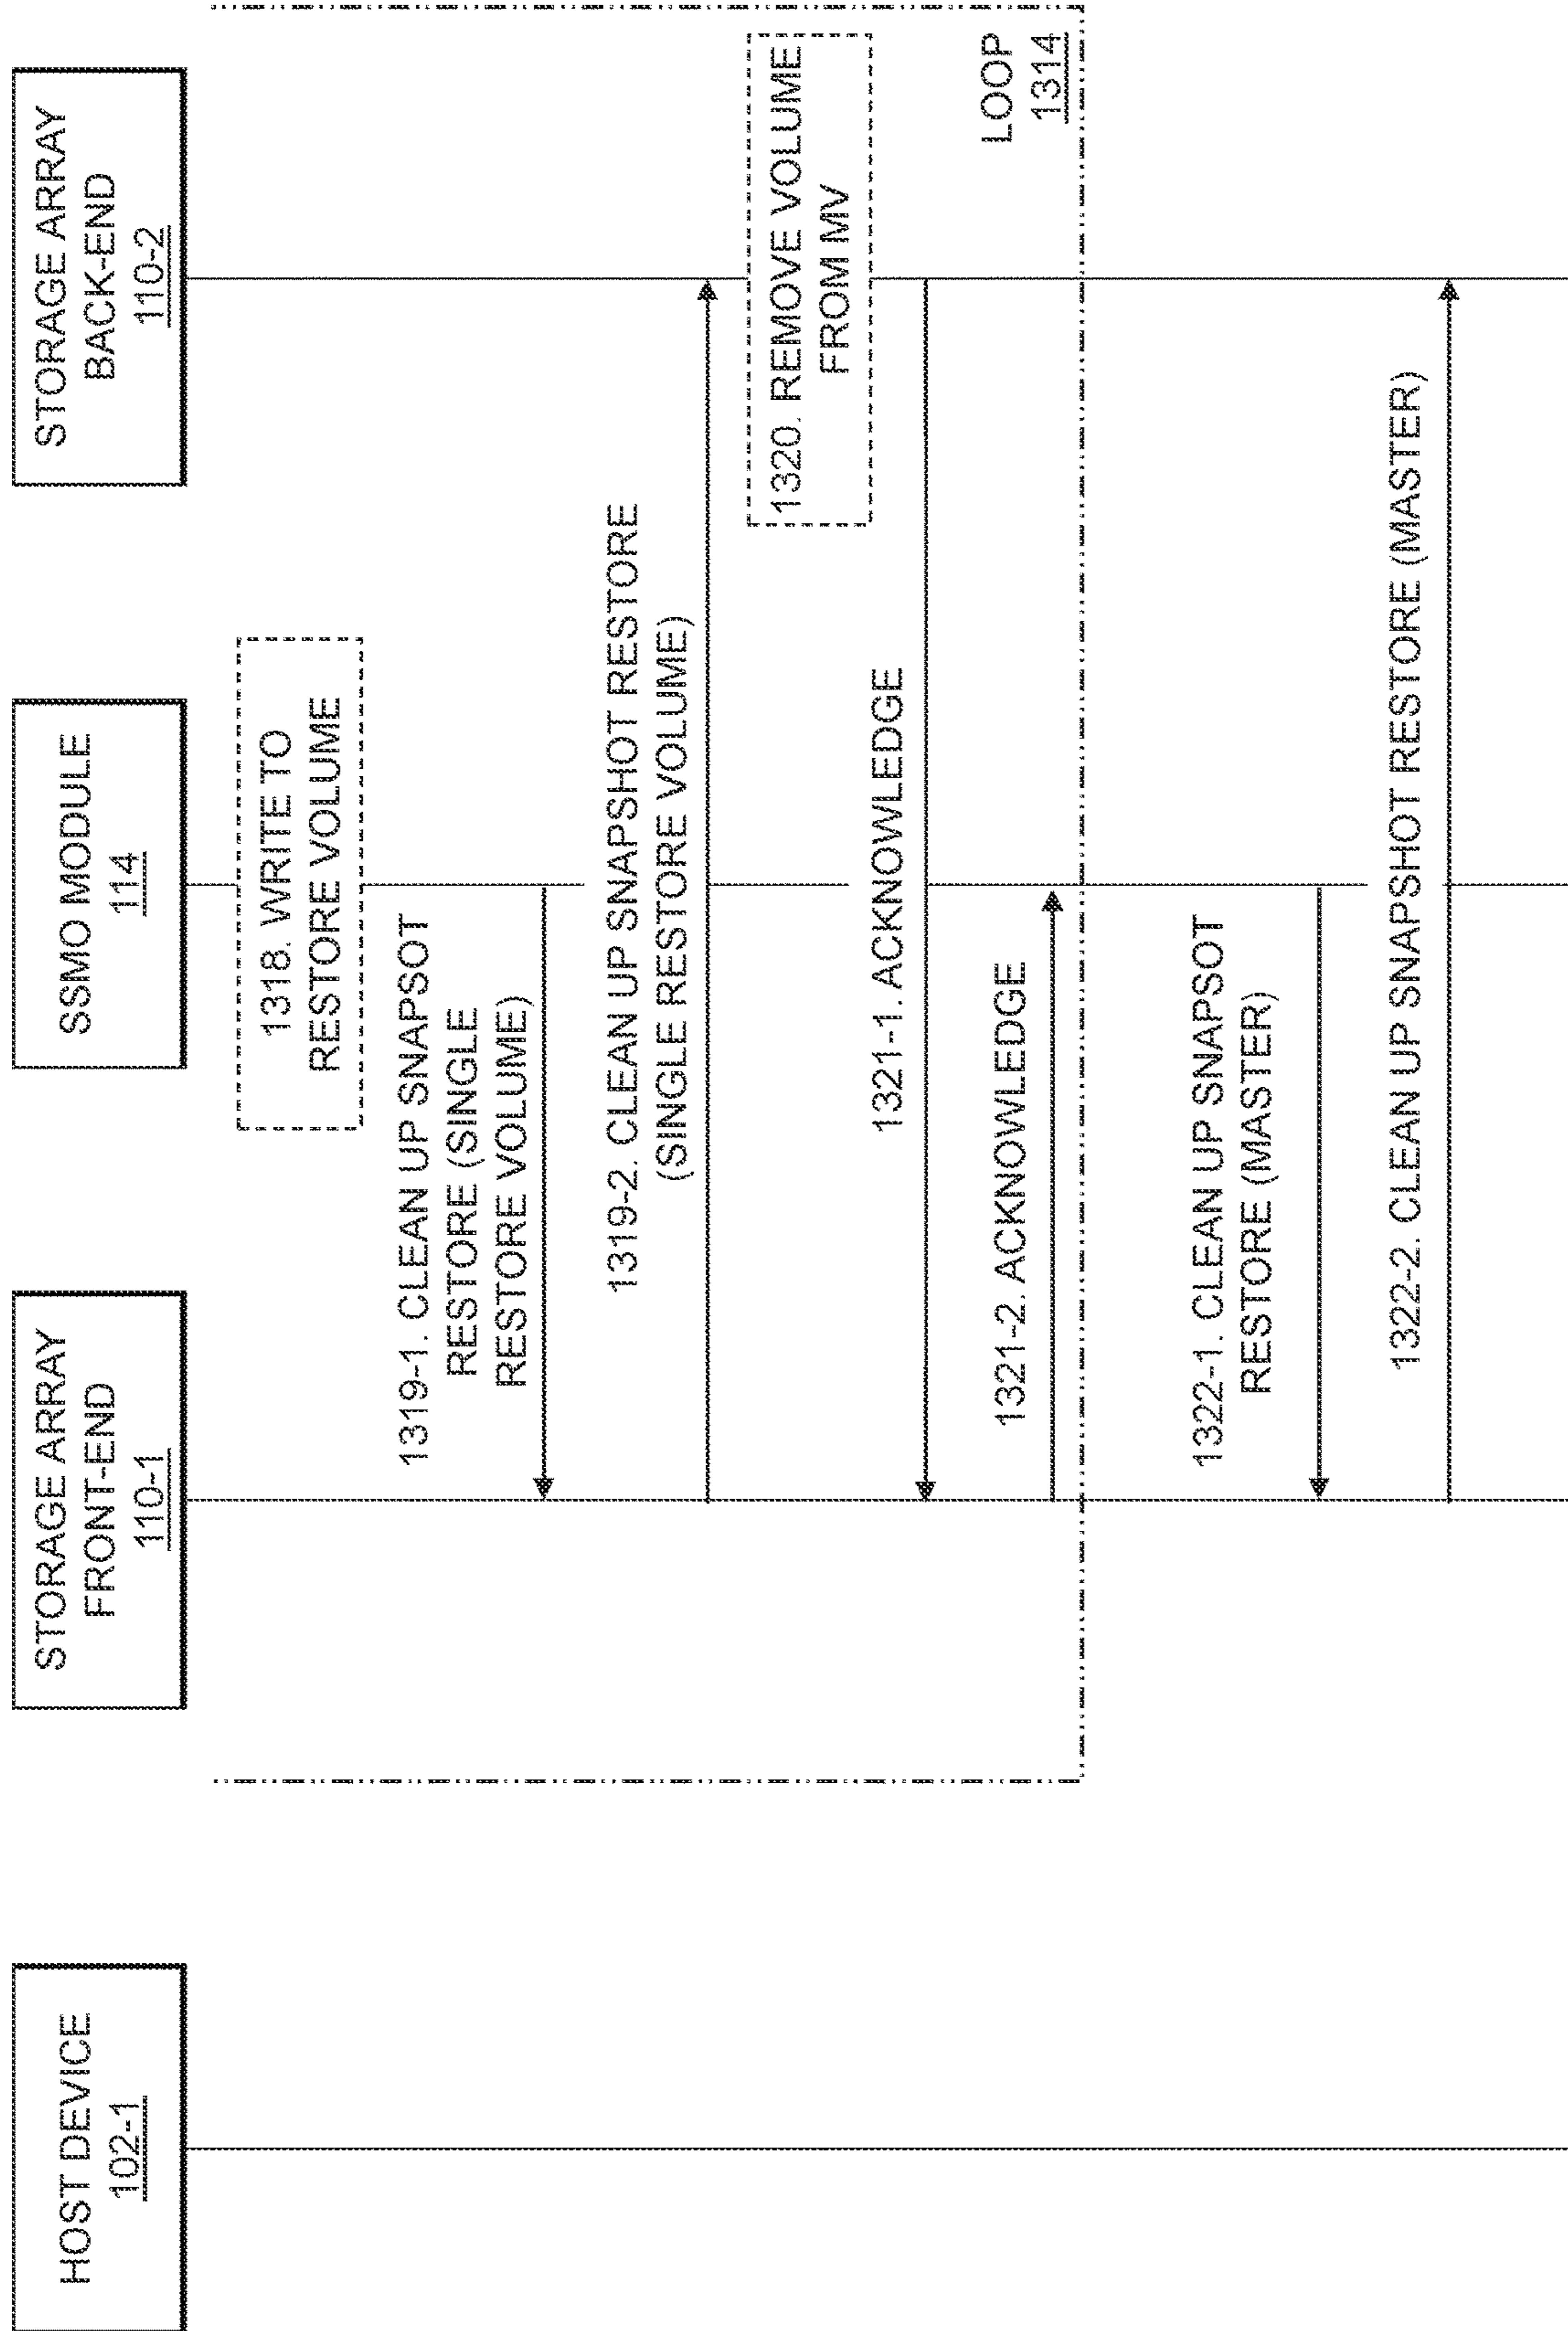 HOST DEVICE
102-1
STORAGE ARRAY
FRONT-END
110-1
SSMO MODULE
114
STORAGE ARRAY
BACK-END
110-2
1318. WRITE TO
RESTORE VOLUME
1319-1. CLEAN UP SNAPSOT
RESTORE (SINGLE
RESTORE VOLUME)
1319-2. CLEAN UP SNAPSHOT RESTORE
(SINGLE RESTORE VOLUME)
1320. REMOVE VOLUME
FROM MV
1321-1. ACKNOWLEDGE
1321-2. ACKNOWLEDGE
LOOP
1314
1322-1. CLEAN UP SNAPSOT
RESTORE (MASTER)
1322-2. CLEAN UP SNAPSHOT RESTORE (MASTER)